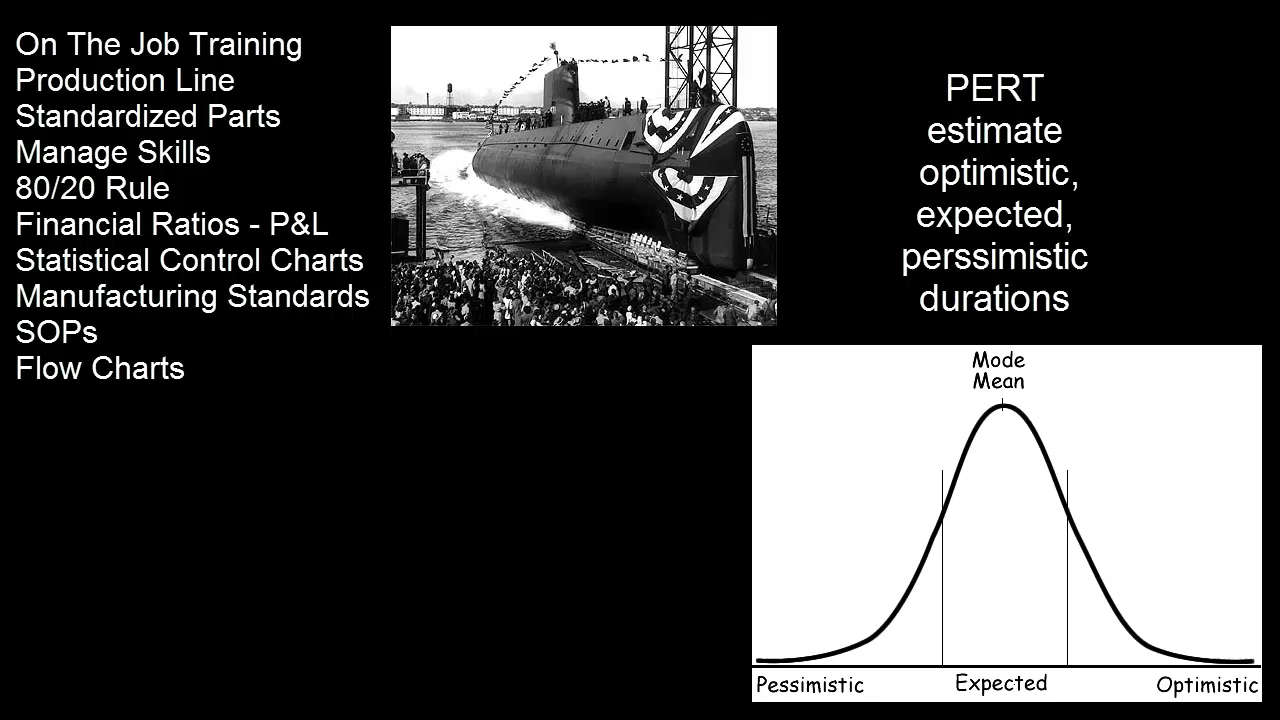 On The Job Training
Production Line
Standardized Parts
Manage Skills
80/20 Rule
Financial Ratios - P&L
Statistical Control Charts
Manufacturing Standards
SOPs
Flow Charts
PERT
estimate
optimistic,
expected,
perssimistic
durations
Mode
Mean
Pessimistic
Expected
Optimistic